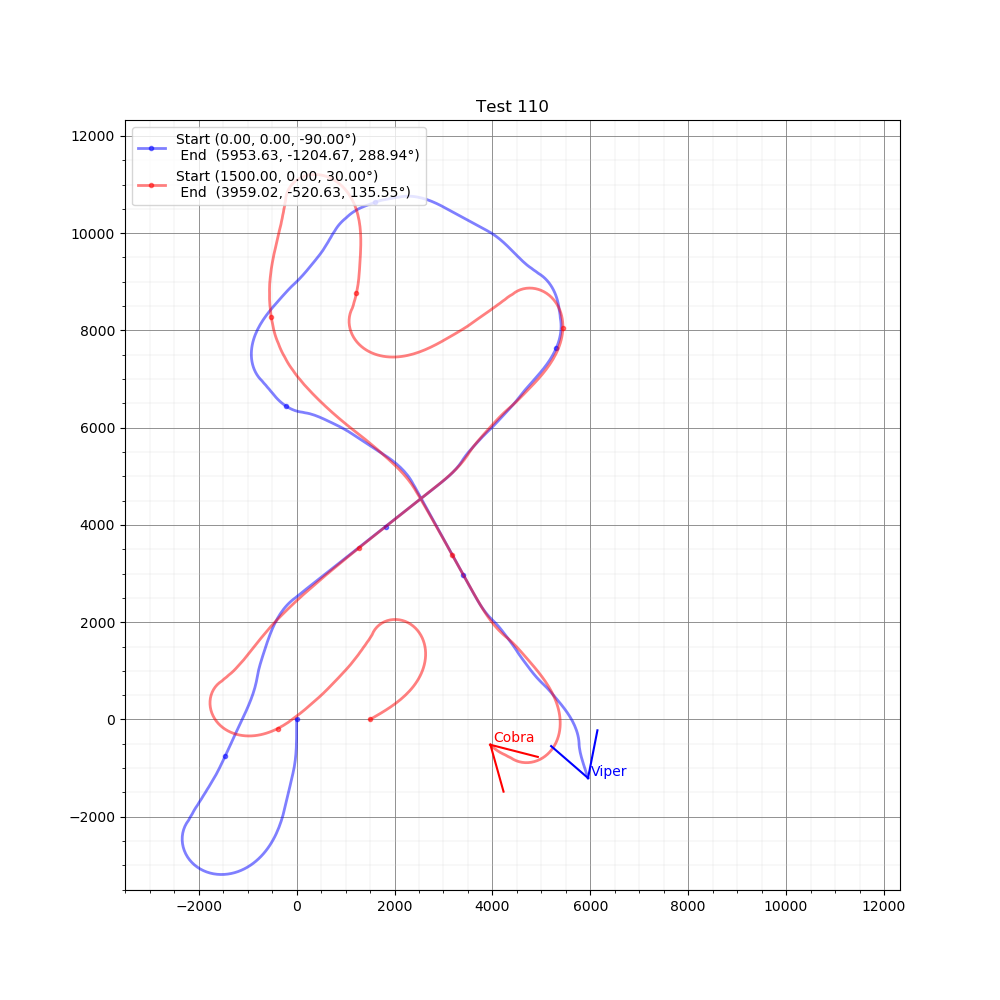 Test 110
Start (0.00, 0.00, -90.00°)
End (5953.63, -1204.67, 288.94°)
Start (1500.00, 0.00, 30.00°)
End (3959.02, -520.63, 135.55°)
12000
10000
8000
6000
4000
2000
0
−2000
Cobra
Viper
−2000 0 2000 4000 6000 8000 10000 12000